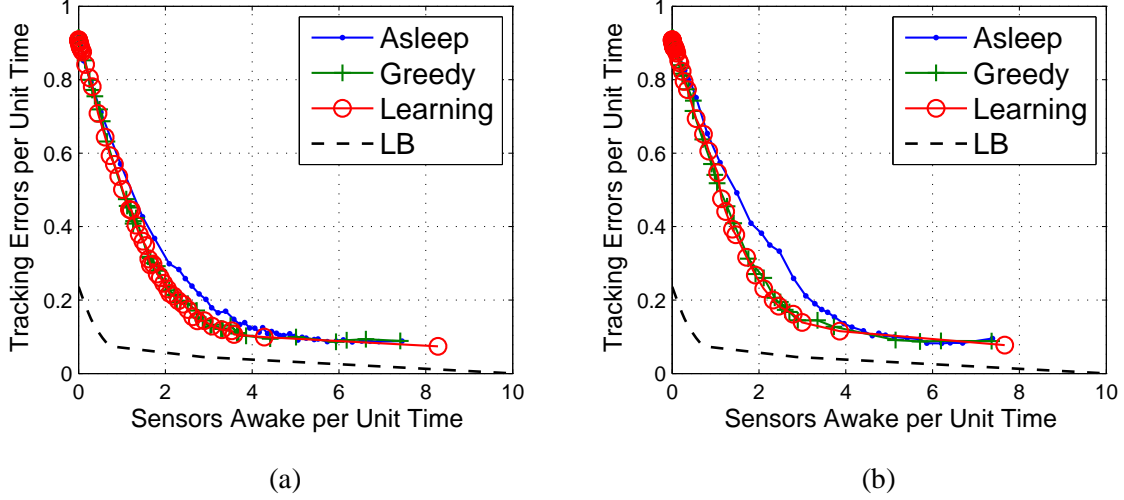 Asleep
Greedy
Learning
LB
1
0.8
0.6
0.4
0.2
0
0 2 4 6 8 10
Tracking Errors per Unit Time
Sensors Awake per Unit Time
(a)
Asleep
Greedy
Learning
LB
1
0.8
0.6
0.4
0.2
0
0 2 4 6 8 10
Tracking Errors per Unit Time
Sensors Awake per Unit Time
(b)